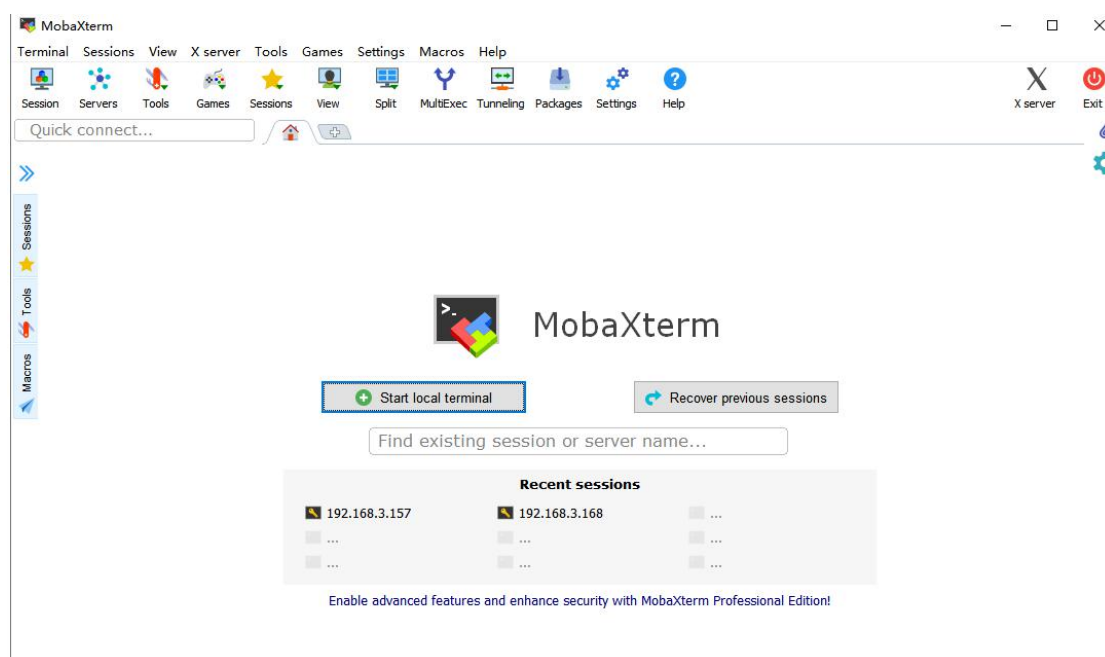 MobaXterm
Terminal Sessions View X server Tools Games Settings Macros Help
Session Servers Tools Games Sessions View Split MultiExec Tunneling Packages Settings Help X server Exit
Quick connect...
Sessions
Tools
Macros
>_
MobaXterm
Start local terminal Recover previous sessions
Find existing session or server name...
Recent sessions
192.168.3.157 192.168.3.168 ...
... ... ...
... ... ...
Enable advanced features and enhance security with MobaXterm Professional Edition!